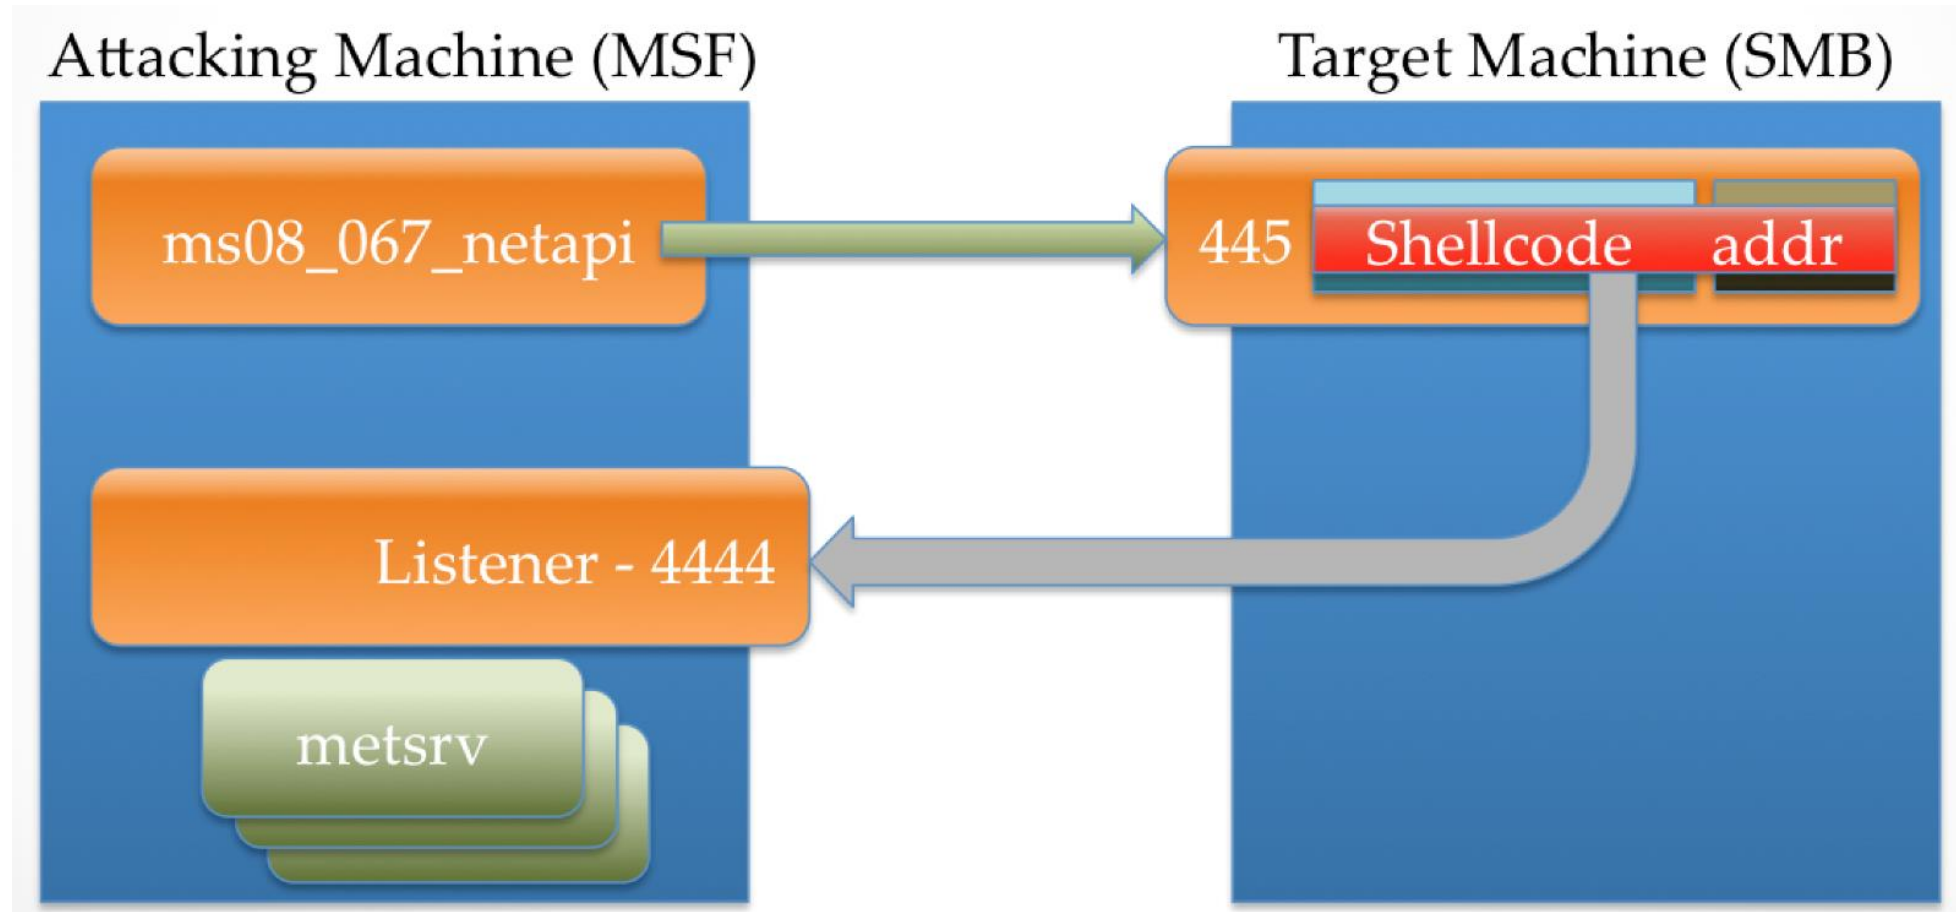 Attacking Machine (MSF)
Target Machine (SMB)
ms08_067_netapi
445
Shellcode
addr
Listener - 4444
metsrv